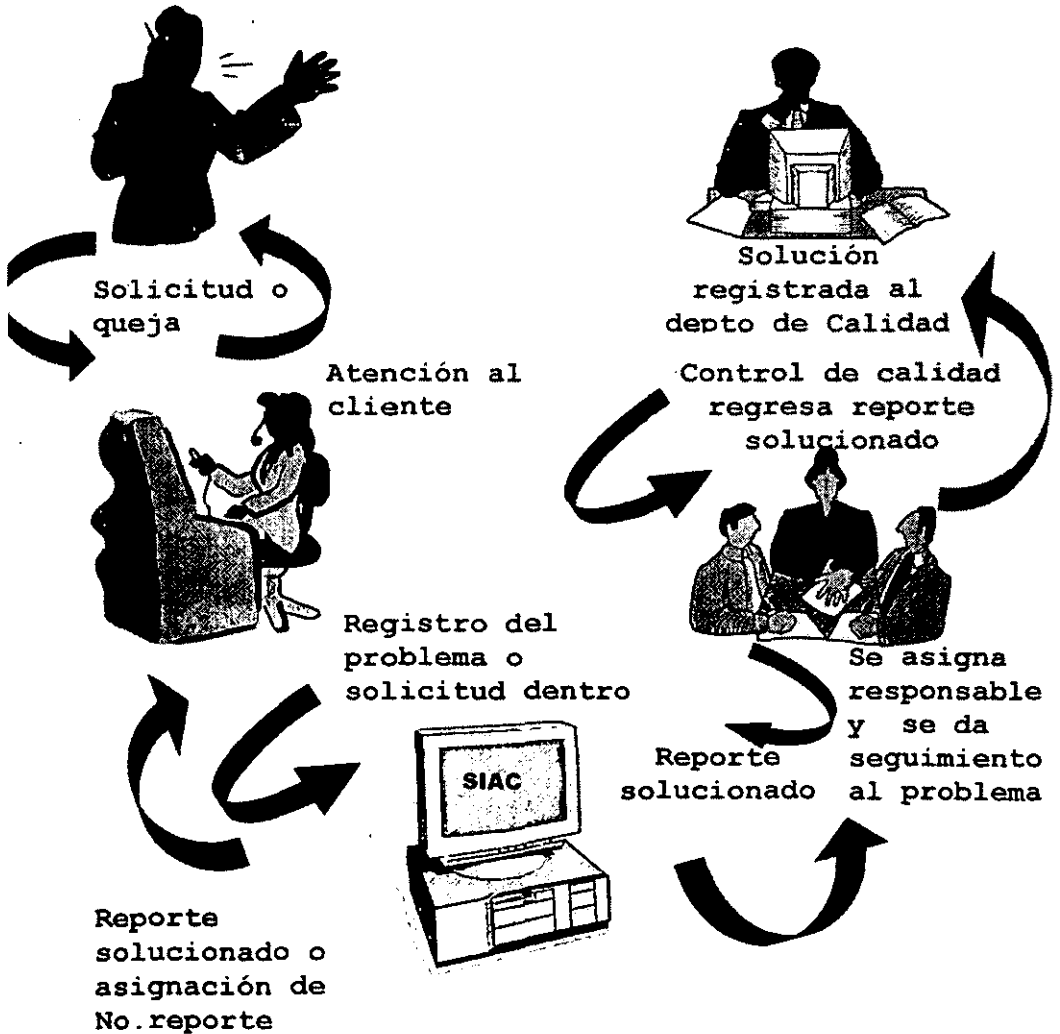 Solicitud o
queja
Atención al
cliente
Registro del
problema o
solicitud dentro
SIAC
Reporte
solucionado o
asignación de
No.reporte
Solución
registrada al
depto de Calidad
Control de calidad
regresa reporte
solucionado
Se asigna
responsable
y se da
seguimiento
al problema
Reporte
solucionado